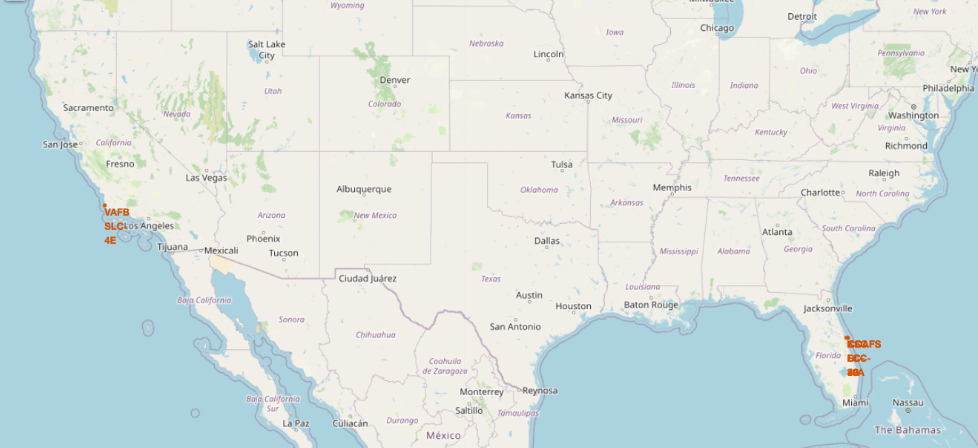 Wyoming
Milwaukee
Detroit
New York
Chicago
Iowa
Nebraska
Salt Lake
City
Lincoln
Pennsylvania
Ohio
Denver
Utah
Illinois
Indiana
Philadelphia
Kansas City
Colorado
Sacramento
Nevada
West Virginia
Washington
Kansas
Missouri
Virginia
Kentucky
San Jose
California
Richmond
Fresno
Tulsa
Las Vegas
Tennessee
Raleigh
Albuquerque
Oklahoma
Memphis
Charlotte
North Carolina
Arkansas
VAFB
SLC-
4E
Los Angeles
Arizona
New Mexico
South Carolina
Atlanta
Phoenix
Dallas
Tijuana
Mexicali
Tucson
Mississippi
Alabama
Georgia
Ciudad Juárez
Texas
Louisiana
Baja California
Austin
Houston
Baton Rouge
Jacksonville
Sonora
San Antonio
Chihuahua
Florida
Coahuila
de Zaragoza
Monterrey
Reynosa
Baja California
Sur
Miami
Nassau
Saltillo
Tamaulipas
La Paz
Culiacán
Durango
México
The Bahamas